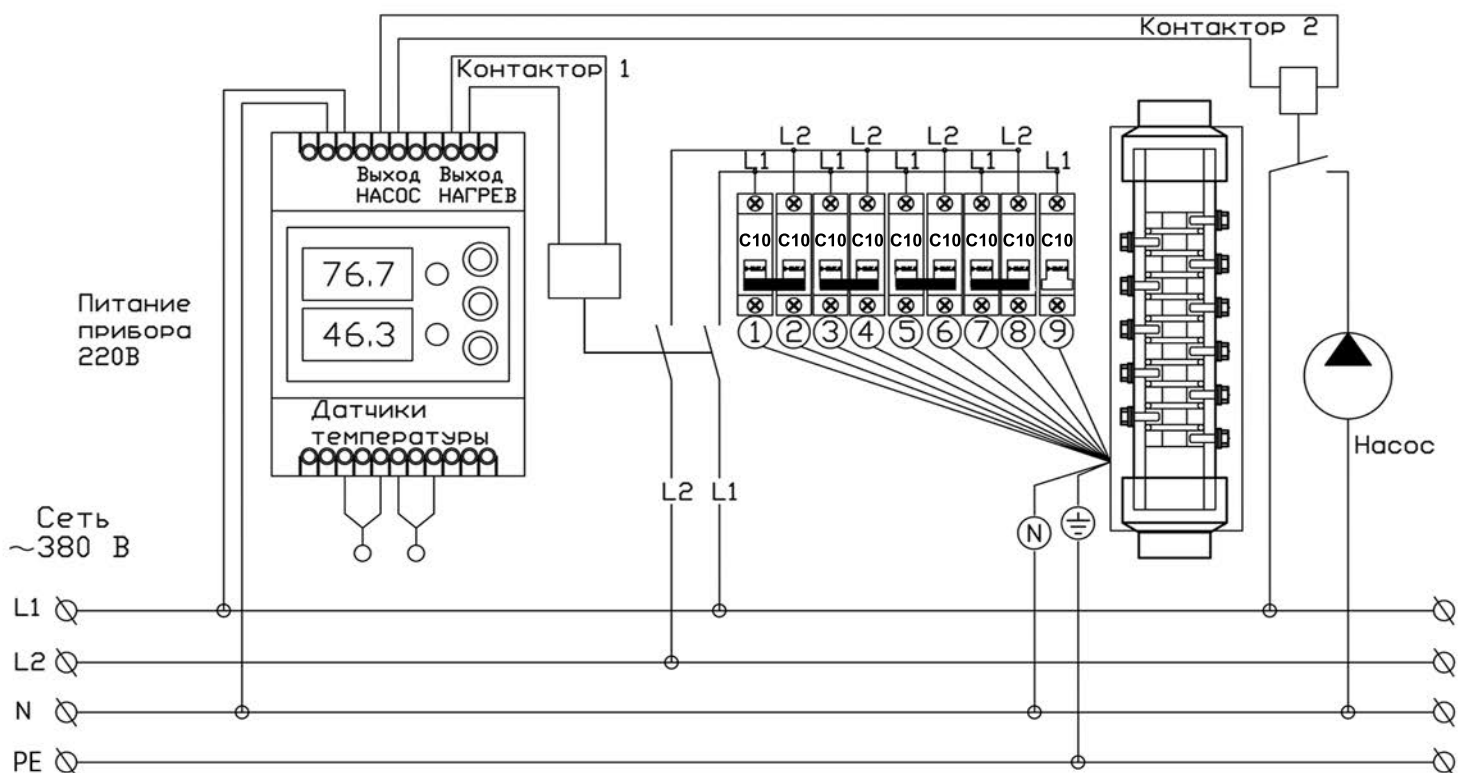 Контактор 2
Контактор 1
Выход Выход
НАСОС НАГРЕВ
L2 L2 L2 L2
L1 L1 L1 L1 L1
C10 C10 C10 C10 C10 C10 C10 C10 C10
76.7
46.3
Питание
прибора
220В
1 2 3 4 5 6 7 8 9
Датчики
температуры
Насос
L2 L1
N
Сеть
~380 В
L1
L2
N
PE